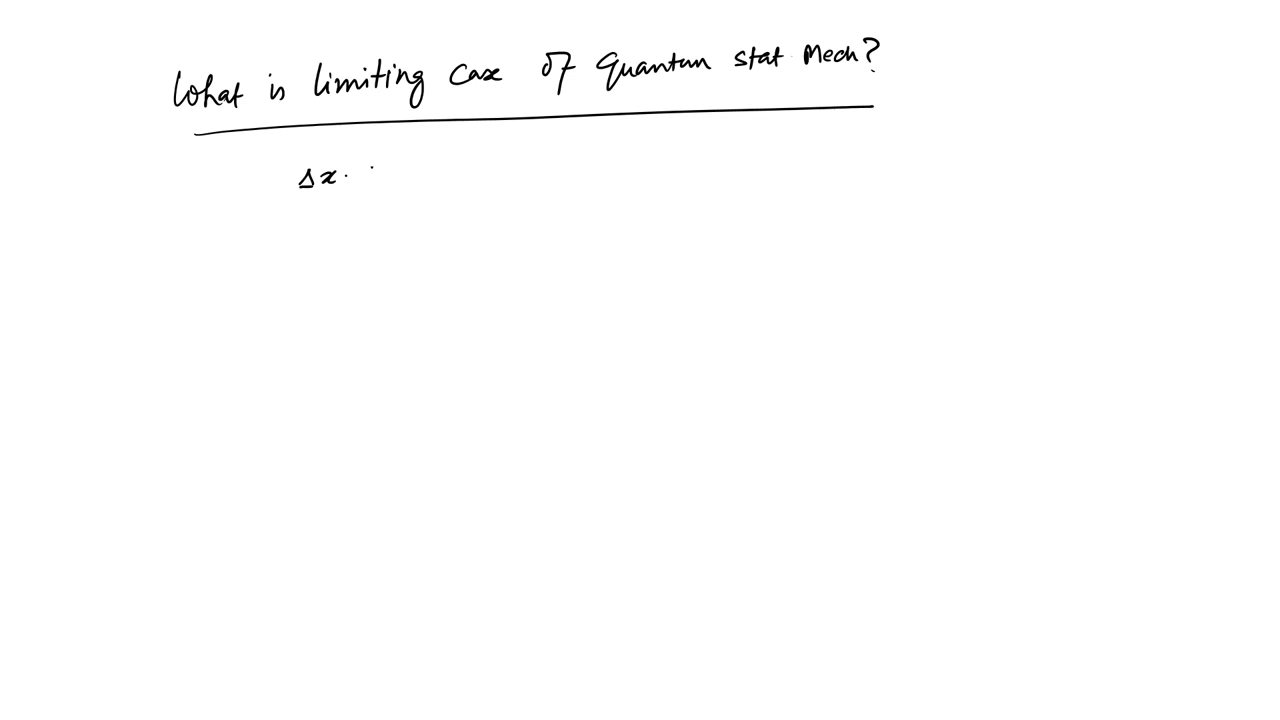 What is limiting case of quantum stat Mech?
Δx·